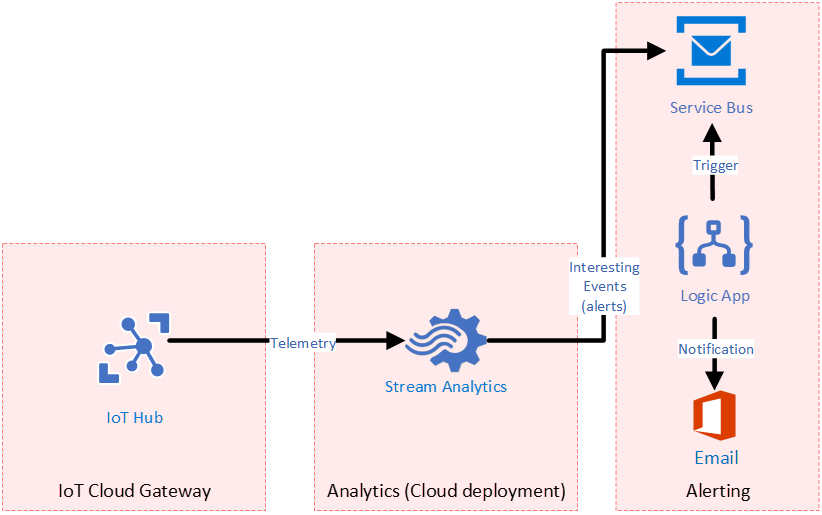 Service Bus
Trigger
Logic App
Interesting
Events
(alerts)
Telemetry
Notification
Stream Analytics
IoT Hub
Email
IoT Cloud Gateway
Analytics (Cloud deployment)
Alerting